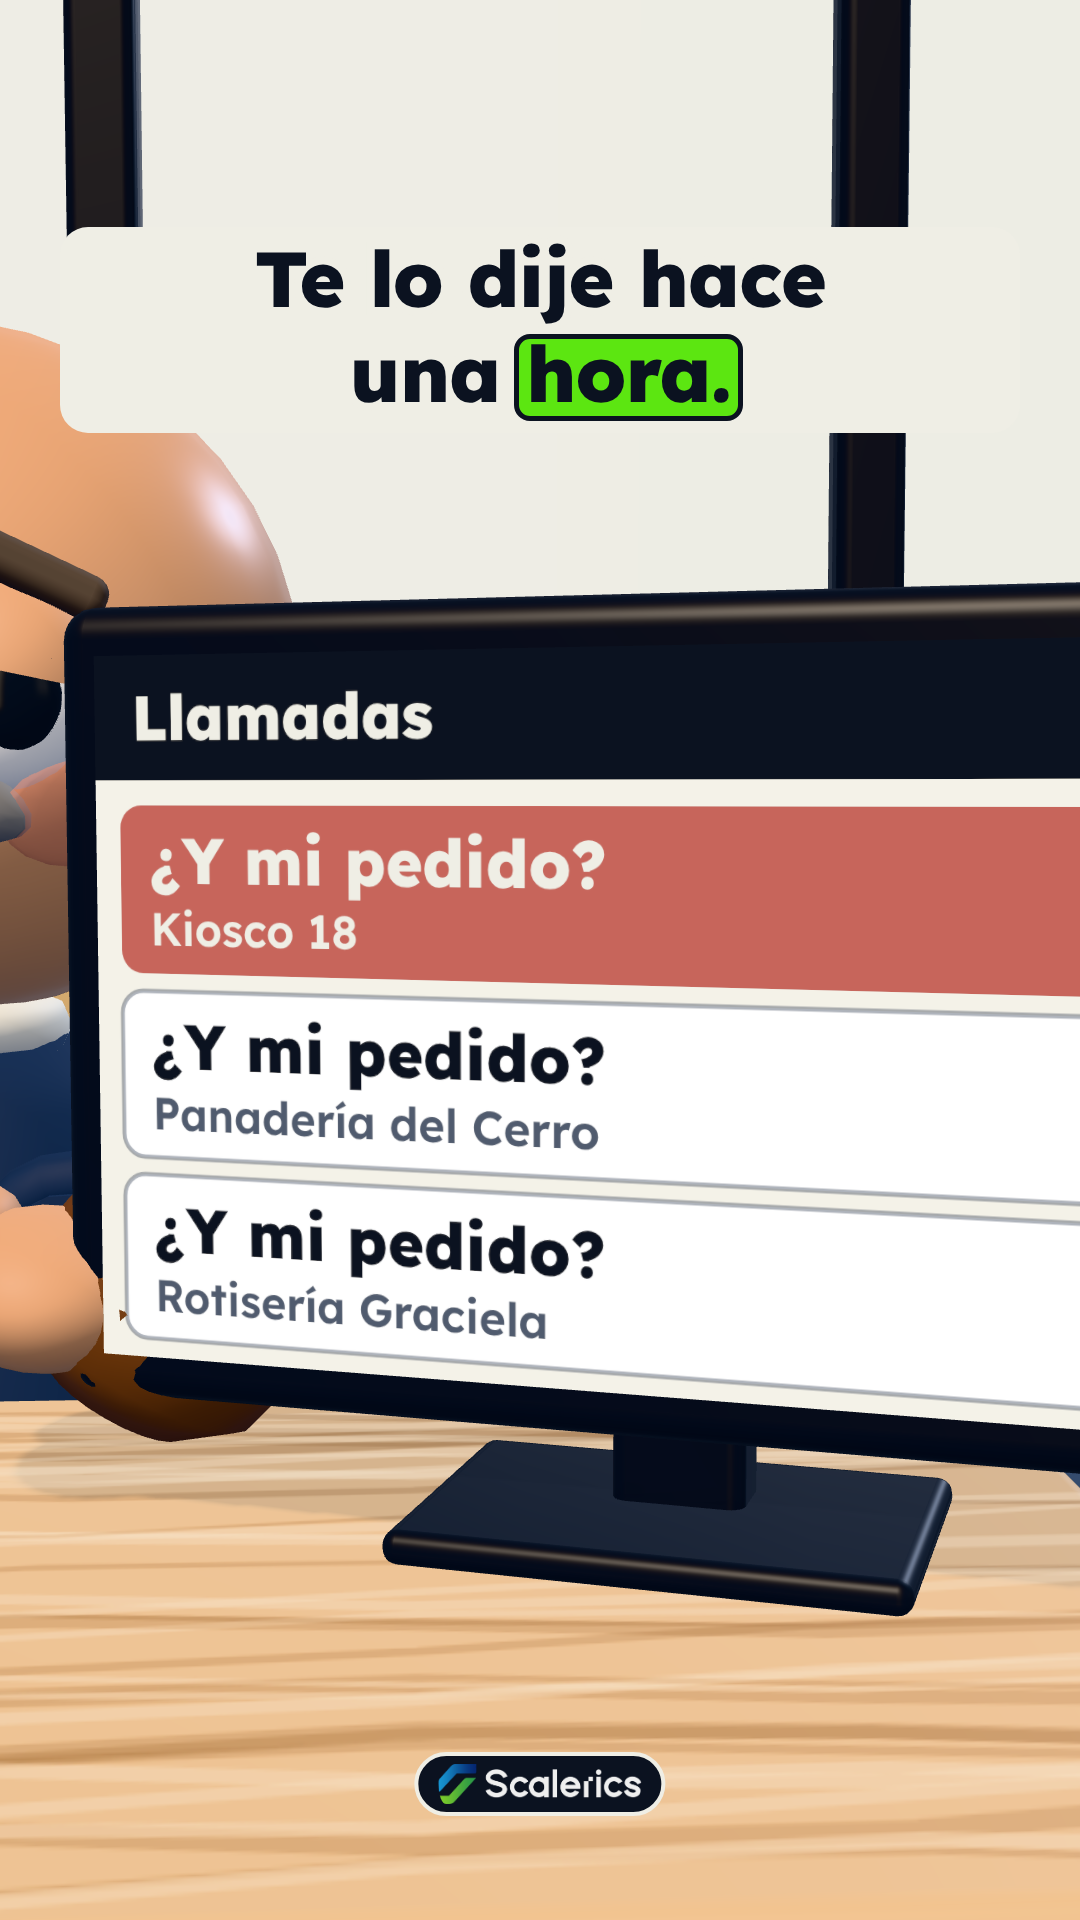 Te lo dije hace
una hora.
Llamadas
¿Y mi pedido?
Kiosco 18
¿Y mi pedido?
Panadería del Cerro
¿Y mi pedido?
Rotisería Graciela
Scalerics